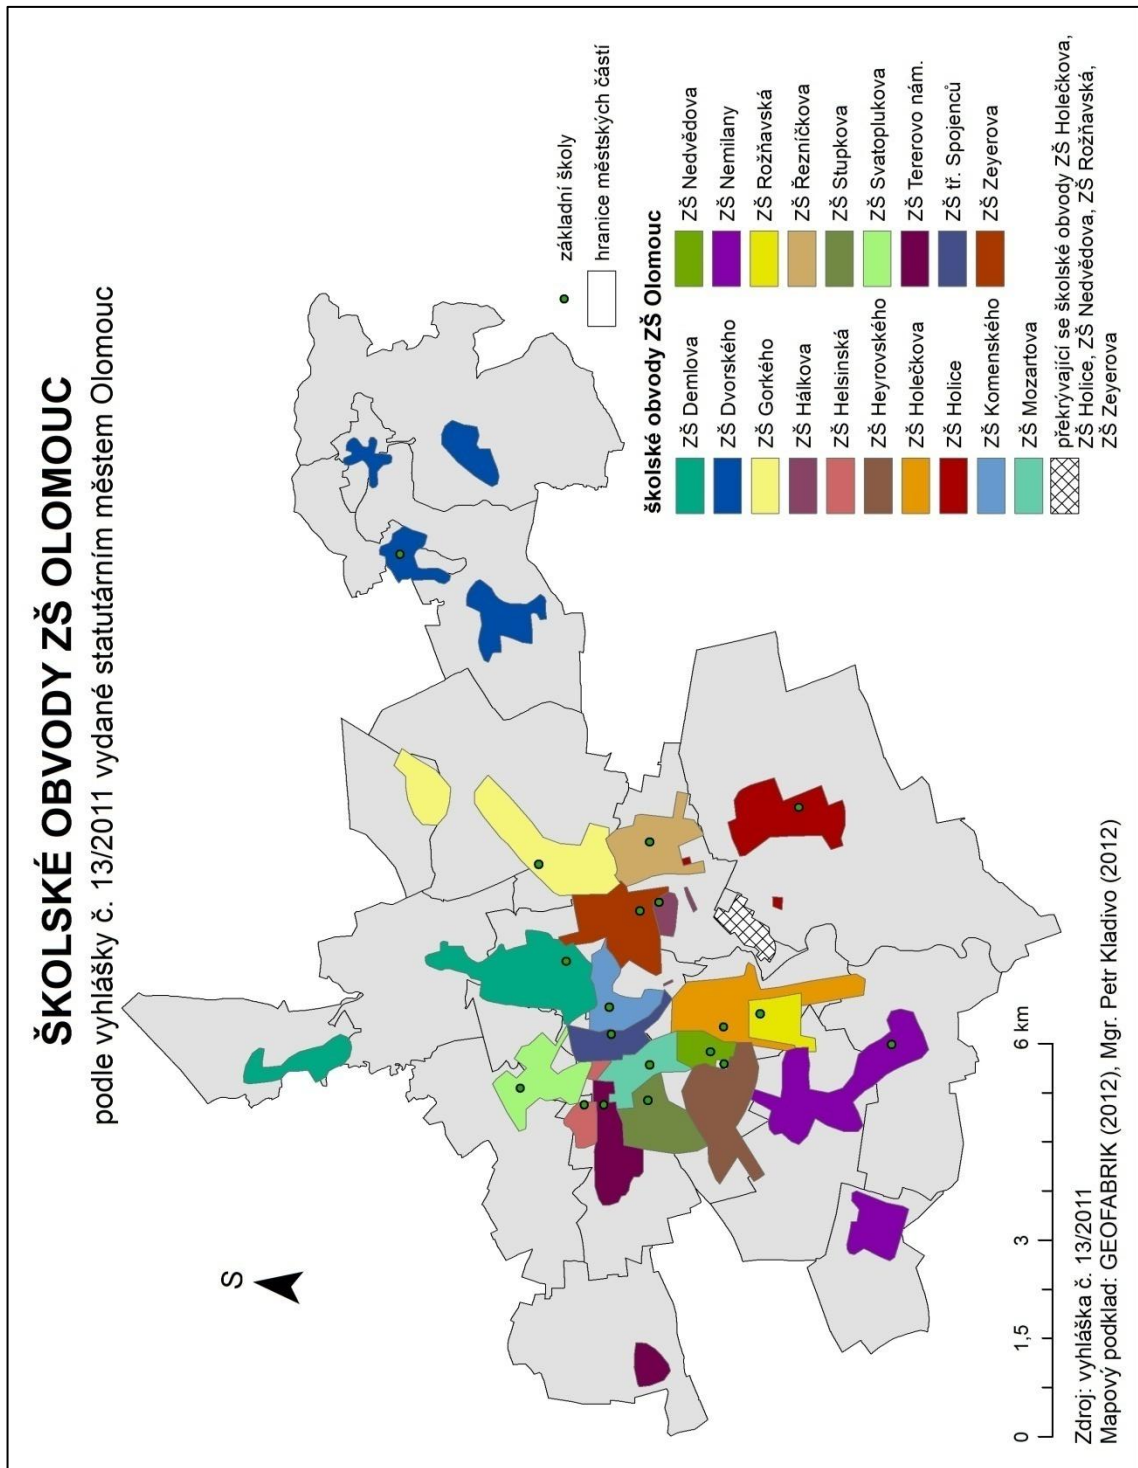 ŠKOLSKÉ OBVODY ZŠ OLOMOUC
podle vyhlášky č. 13/2011 vydané statutárním městem Olomouc
S
základní školy
hranice městských částí
školské obvody ZŠ Olomouc
ZŠ Demlova
ZŠ Dvorského
ZŠ Gorkého
ZŠ Hálkova
ZŠ Helsinská
ZŠ Heyrovského
ZŠ Holečkova
ZŠ Holice
ZŠ Komenského
ZŠ Mozartova
ZŠ Nedvědova
ZŠ Nemilany
ZŠ Rožňavská
ZŠ Řezníčkova
ZŠ Stupkova
ZŠ Svatoplukova
ZŠ Tererovo nám.
ZŠ tř. Spojenců
ZŠ Zeyerova
překrývající se školské obvody ZŠ Holečkova,
ZŠ Holice, ZŠ Nedvědova, ZŠ Rožňavská,
ZŠ Zeyerova
0 1,5 3 6 km
Zdroj: vyhláška č. 13/2011
Mapový podklad: GEOFABRIK (2012), Mgr. Petr Kladivo (2012)